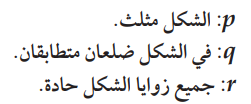 p: الشكل مثلث.
q: في الشكل ضلعان متطابقان.
r: جميع زوايا الشكل حادة.